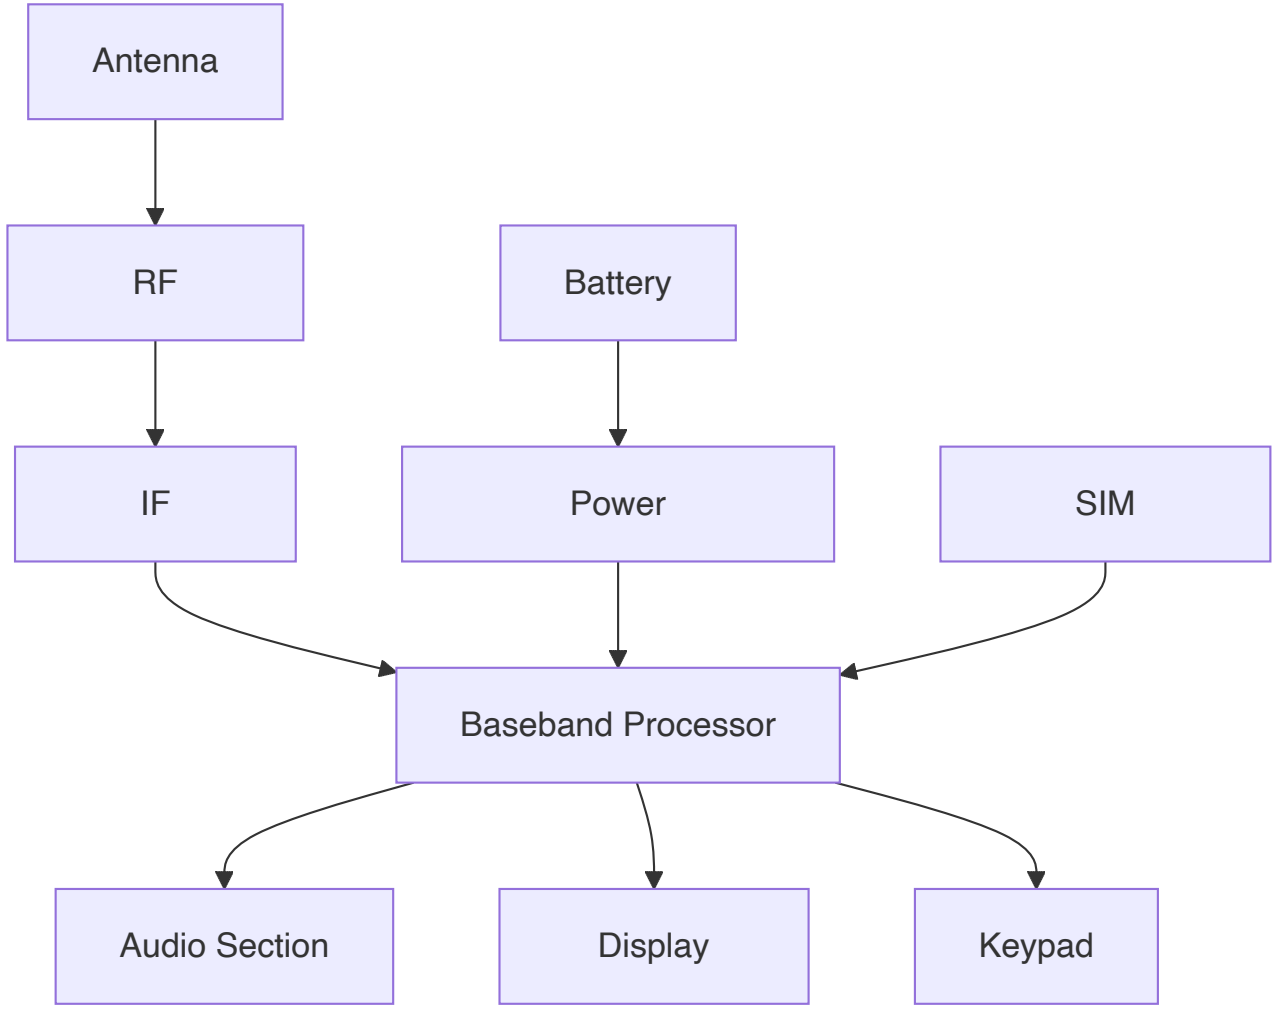 Antenna
RF
Battery
IF
Power
SIM
Baseband Processor
Audio Section
Display
Keypad